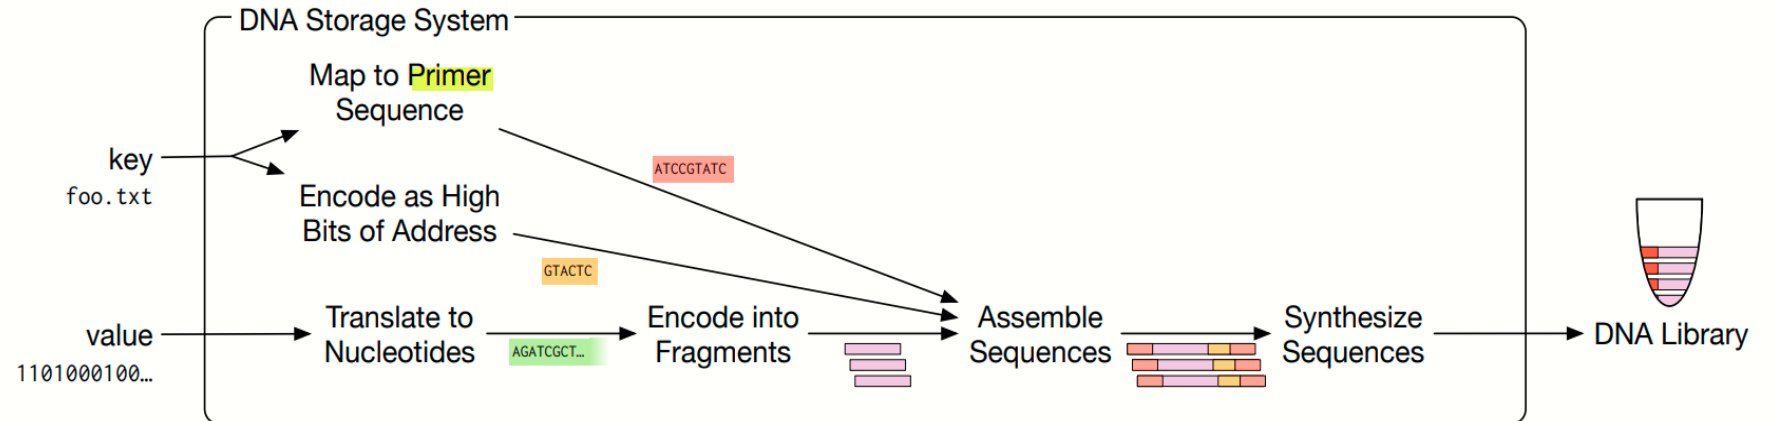 DNA Storage System
Map to Primer
Sequence
ATCCGTATC
key
foo.txt
Encode as High
Bits of Address
GTACTC
value
1101000100…
Translate to
Nucleotides
AGATCGCT…
Encode into
Fragments
Assemble
Sequences
Synthesize
Sequences
DNA Library